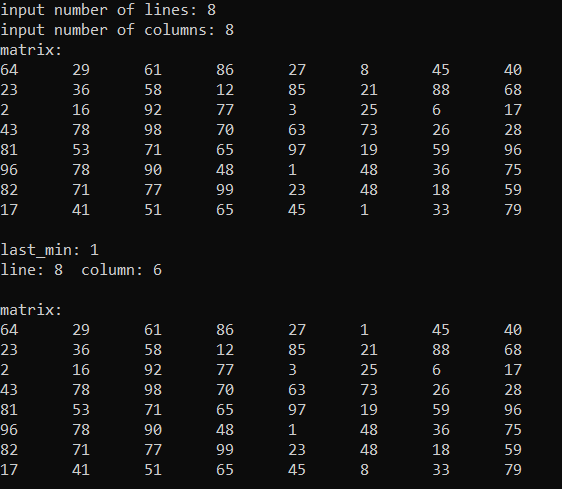 input number of lines: 8
input number of columns: 8
matrix:
64 29 61 86 27 8 45 40
23 36 58 12 85 21 88 68
2 16 92 77 3 25 6 17
43 78 98 70 63 73 26 28
81 53 71 65 97 19 59 96
96 78 90 48 1 48 36 75
82 71 77 99 23 48 18 59
17 41 51 65 45 1 33 79
last_min: 1
line: 8 column: 6
matrix:
64 29 61 86 27 1 45 40
23 36 58 12 85 21 88 68
2 16 92 77 3 25 6 17
43 78 98 70 63 73 26 28
81 53 71 65 97 19 59 96
96 78 90 48 1 48 36 75
82 71 77 99 23 48 18 59
17 41 51 65 45 8 33 79